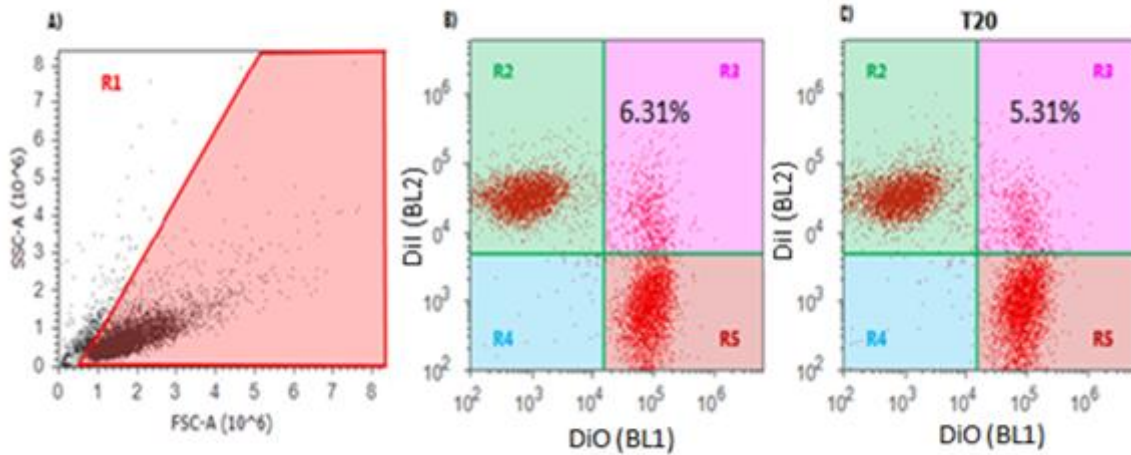 A)
R1
SSC-A (10^6)
8
7
6
5
4
3
2
1
0
0 1 2 3 4 5 6 7 8
FSC-A (10^6)
B)
R2
R3
6.31%
R4
R5
DiI (BL2)
10^6
10^5
10^4
10^3
10^2
10^2 10^3 10^4 10^5 10^6
DiO (BL1)
C)
T20
R2
R3
5.31%
R4
R5
DiI (BL2)
10^6
10^5
10^4
10^3
10^2
10^2 10^3 10^4 10^5 10^6
DiO (BL1)